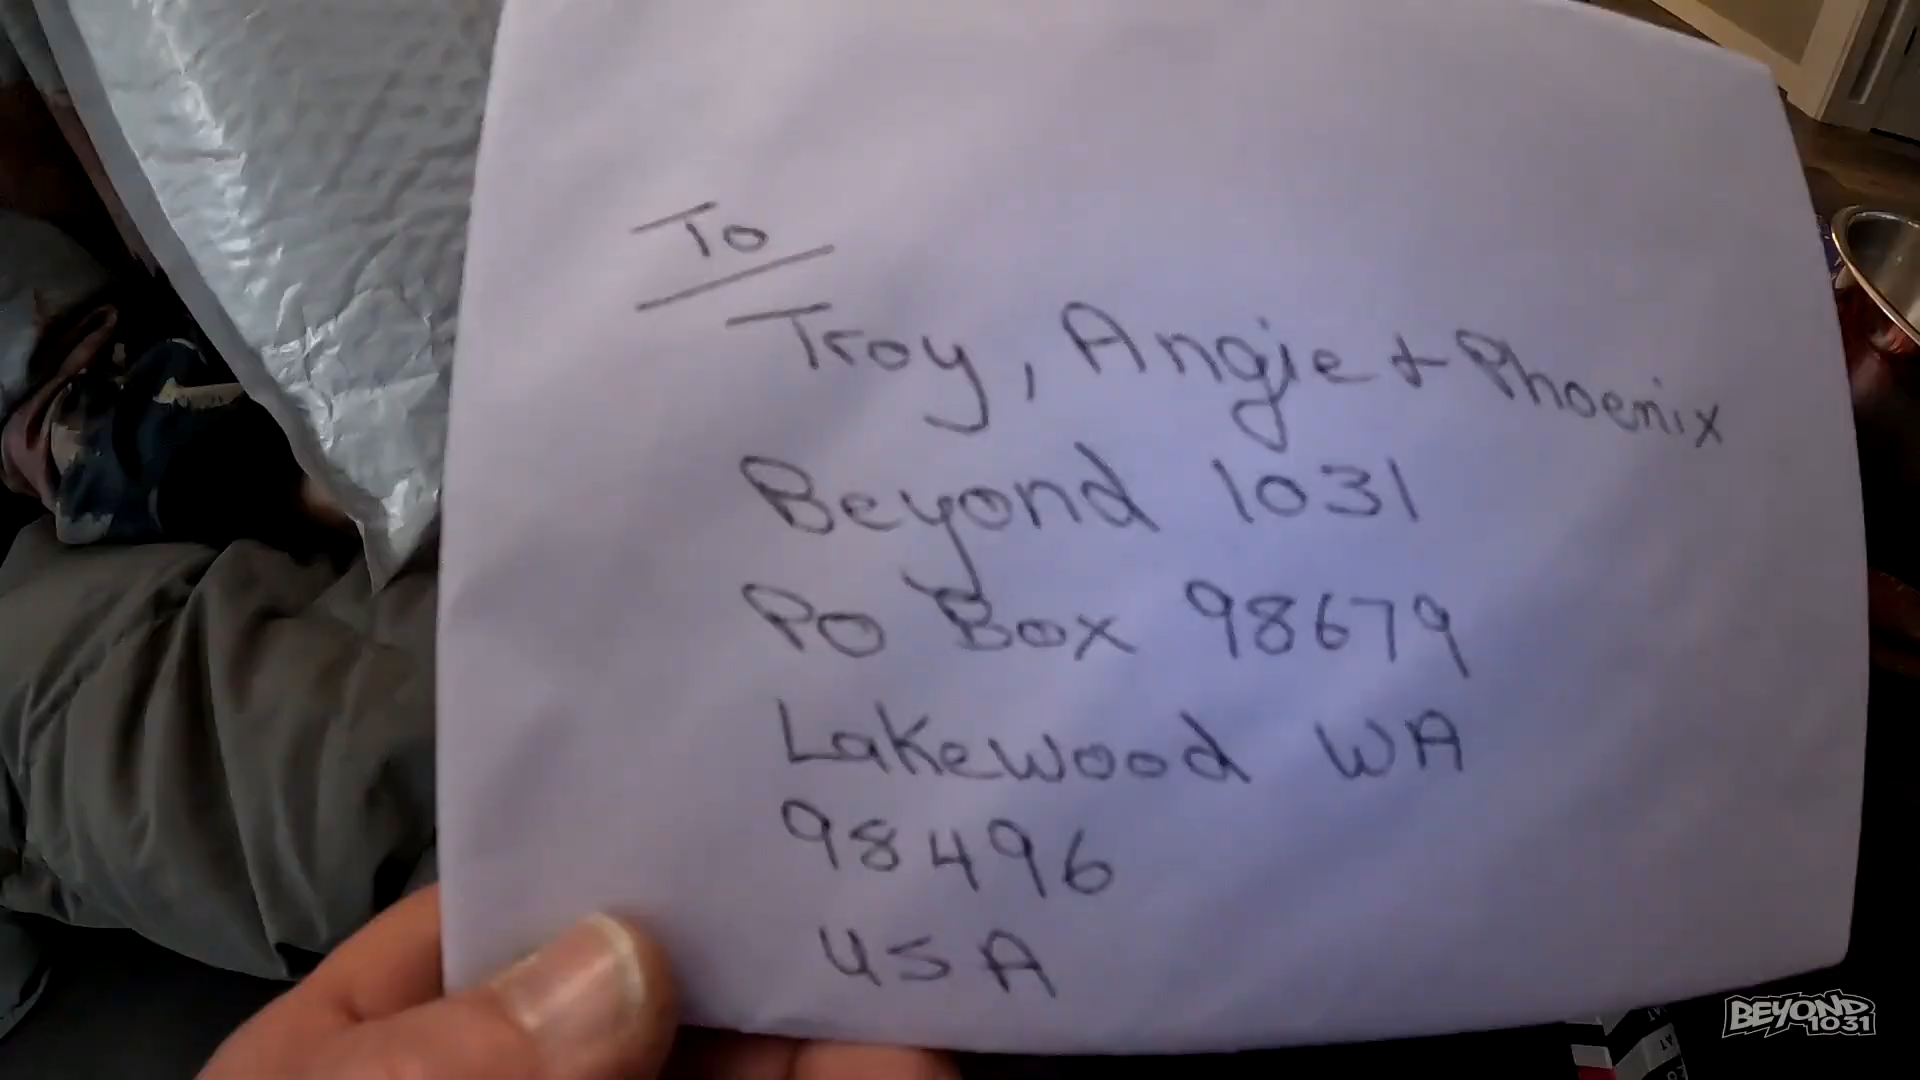 To
Troy, Angie + Phoenix
Beyond 1031
PO Box 98679
Lakewood WA
98496
USA
BEYOND
1031